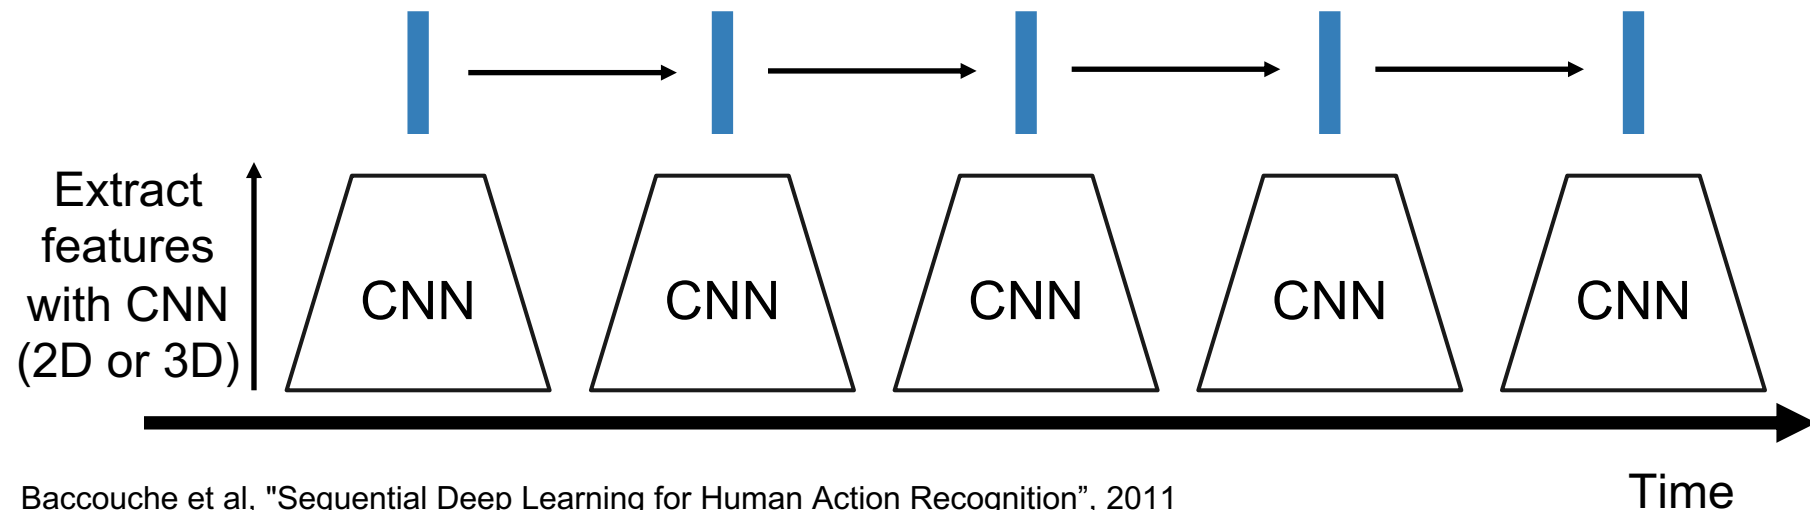 Extract
features
with CNN
(2D or 3D)
CNN
CNN
CNN
CNN
CNN
Time
Baccouche et al, "Sequential Deep Learning for Human Action Recognition”, 2011